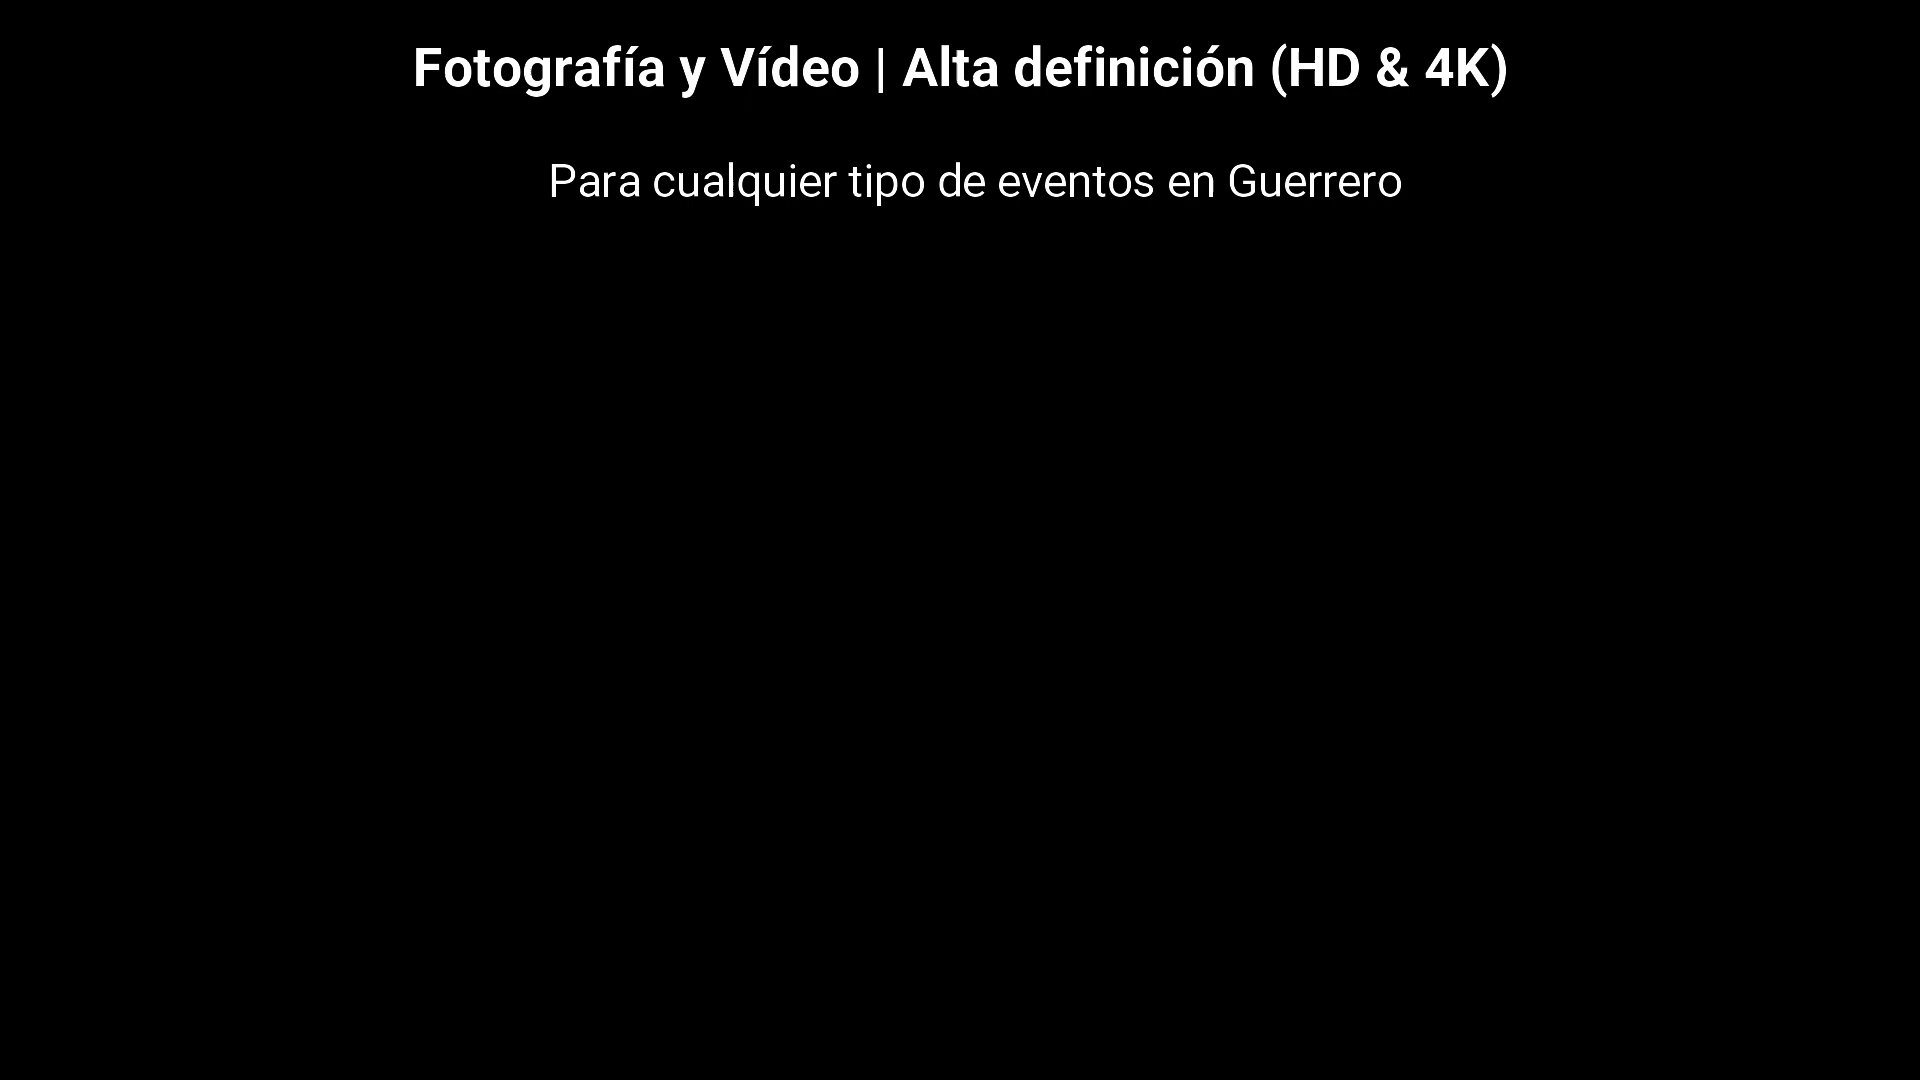 Fotografía y Vídeo | Alta definición (HD & 4K)
Para cualquier tipo de eventos en Guerrero